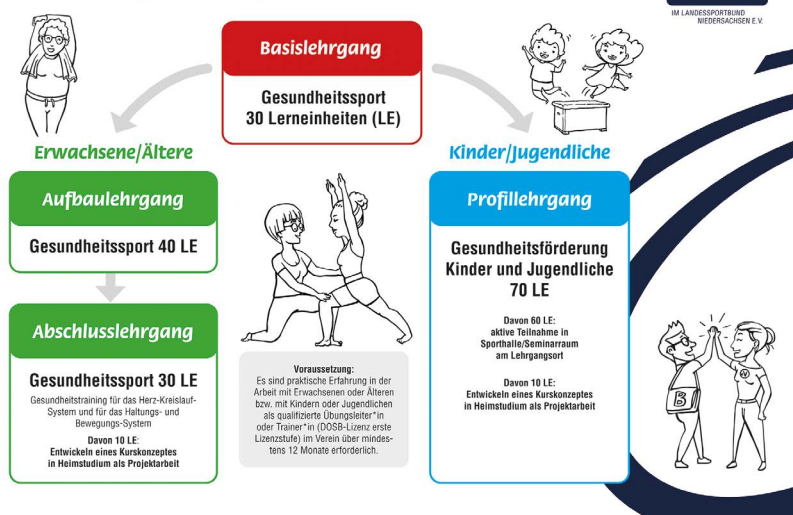 IM LANDESSPORTBUND
NIEDERSACHSEN E.V.
Basislehrgang
Gesundheitssport
30 Lerneinheiten (LE)
Erwachsene/Ältere
Aufbaulehrgang
Gesundheitssport 40 LE
Abschlusslehrgang
Gesundheitssport 30 LE
Gesundheitstraining für das Herz-Kreislauf-
System und für das Haltungs- und
Bewegungs-System
Davon 10 LE:
Entwickeln eines Kurskonzeptes
in Heimstudium als Projektarbeit
Voraussetzung:
Es sind praktische Erfahrung in der
Arbeit mit Erwachsenen oder Älteren
bzw. mit Kindern oder Jugendlichen
als qualifizierte Übungsleiter*in
oder Trainer*in (DOSB-Lizenz erste
Lizenzstufe) im Verein über mindes-
tens 12 Monate erforderlich.
Kinder/Jugendliche
Profillehrgang
Gesundheitsförderung
Kinder und Jugendliche
70 LE
Davon 60 LE:
aktive Teilnahme in
Sporthalle/Seminarraum
am Lehrgangsort
Davon 10 LE:
Entwickeln eines Kurskonzeptes
in Heimstudium als Projektarbeit
B